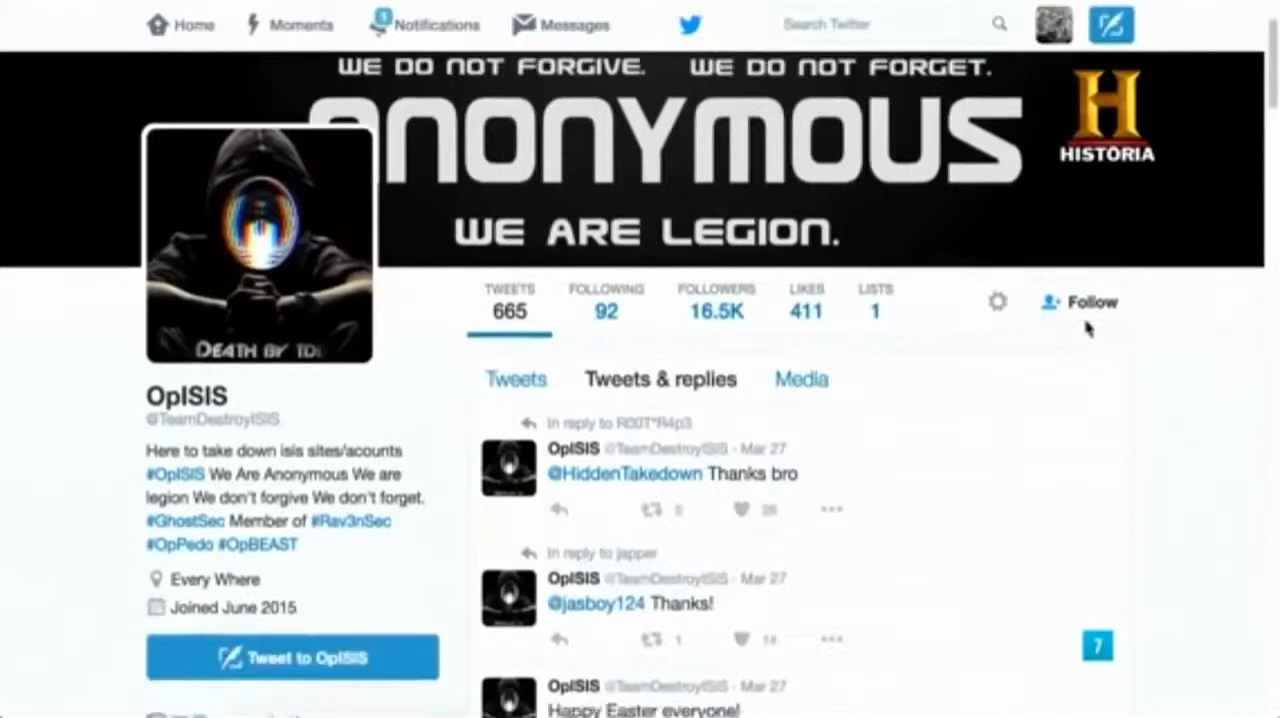 Home Moments 1 Notifications Messages Search Twitter
WE DO NOT FORGIVE. WE DO NOT FORGET.
ANONYMOUS
WE ARE LEGION.
H
HISTORIA
DEATH BY
TWEETS FOLLOWING FOLLOWERS LIKES LISTS
665 92 16.5K 411 1
Follow
OpISIS
@TeamDestroyISIS
Here to take down isis sites/acounts
#OpISIS We Are Anonymous We are
legion We don't forgive We don't forget.
#GhostSec Member of #Rav3nSec
#OpPedo #OpBEAST
Every Where
Joined June 2015
Tweet to OpISIS
Tweets Tweets & replies Media
In reply to R00T*R4p3
OpISIS @TeamDestroyISIS · Mar 27
@HiddenTakedown Thanks bro
In reply to japper
OpISIS @TeamDestroyISIS · Mar 27
@jasboy124 Thanks!
1 14
OpISIS @TeamDestroyISIS · Mar 27
Happy Easter everyone!
7